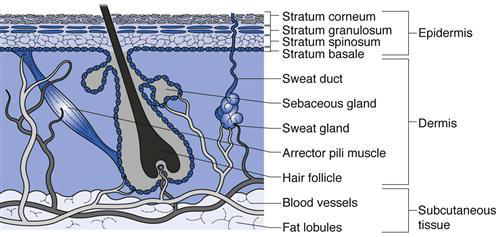 Stratum corneum
Stratum granulosum
Stratum spinosum
Stratum basale
Epidermis
Sweat duct
Sebaceous gland
Sweat gland
Dermis
Arrector pili muscle
Hair follicle
Blood vessels
Subcutaneous
tissue
Fat lobules